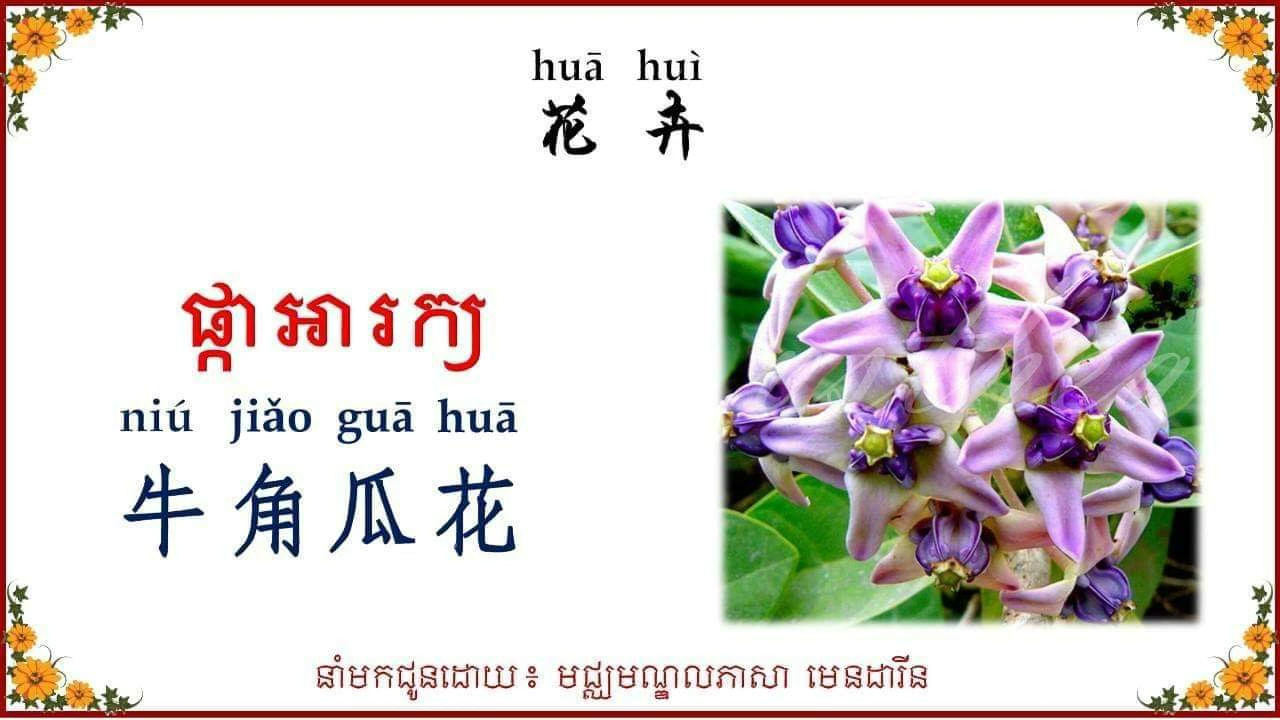 huā huì
花 卉
ផ្កាអារក្ស
niú jiǎo guā huā
牛角瓜花
នាំមកជូនដោយ៖ មជ្ឈមណ្ឌលភាសា មេនដារីន